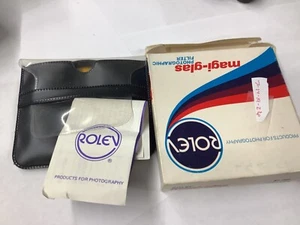 magi-glas
PHOTOGRAPHIC
FILTER
ROLEV
PRODUCTS FOR PHOTOGRAPHY
ROLEV
PRODUCTS FOR PHOTOGRAPHY